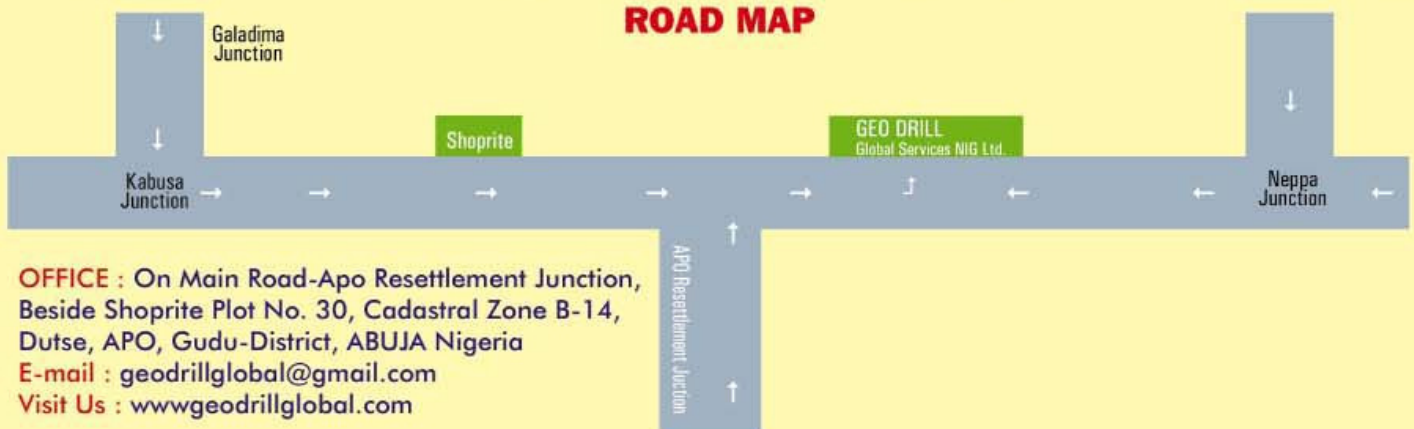 ROAD MAP
Galadima
Junction
Shoprite
GEO DRILL
Global Services NIG Ltd.
Kabusa
Junction
Neppa
Junction
APO Resettlement Juction
OFFICE : On Main Road-Apo Resettlement Junction,
Beside Shoprite Plot No. 30, Cadastral Zone B-14,
Dutse, APO, Gudu-District, ABUJA Nigeria
E-mail : geodrillglobal@gmail.com
Visit Us : wwwgeodrillglobal.com